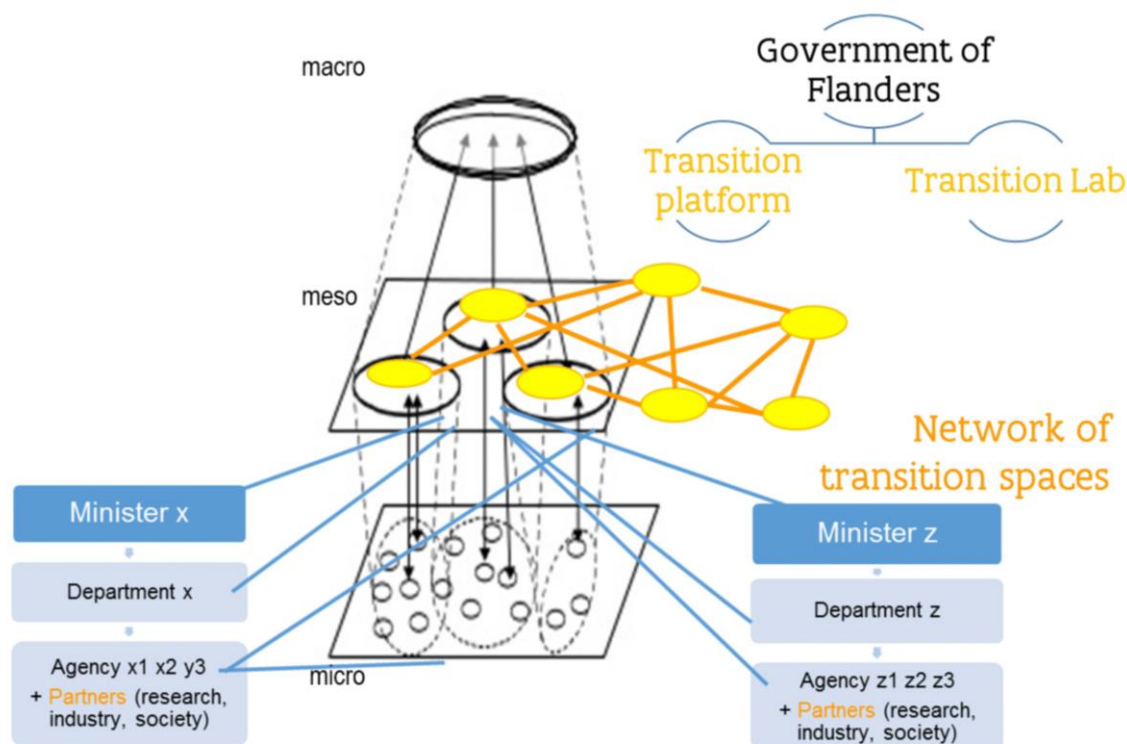 macro
Government of
Flanders
Transition
platform
Transition Lab
meso
Network of
transition spaces
Minister x
Department x
Agency x1 x2 y3
+ Partners (research,
industry, society)
micro
Minister z
Department z
Agency z1 z2 z3
+ Partners (research,
industry, society)